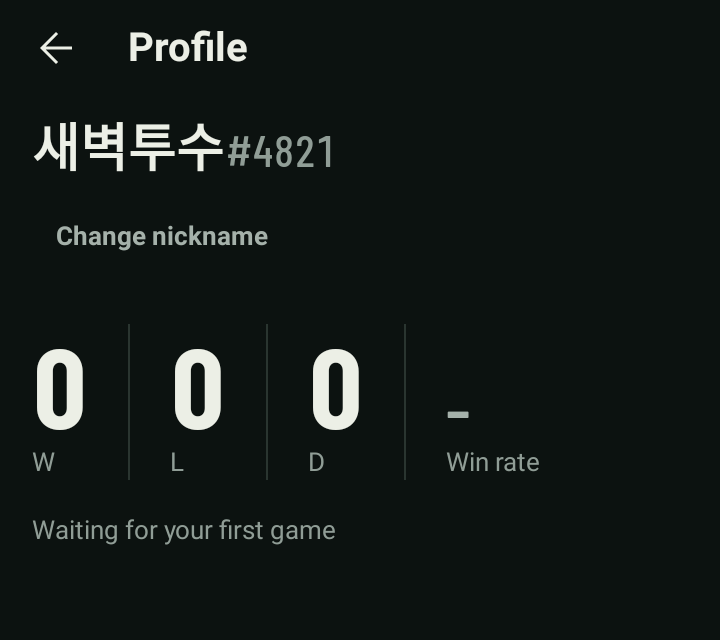 Profile
새벽투수#4821
Change nickname
0 0 0 -
W L D Win rate
Waiting for your first game